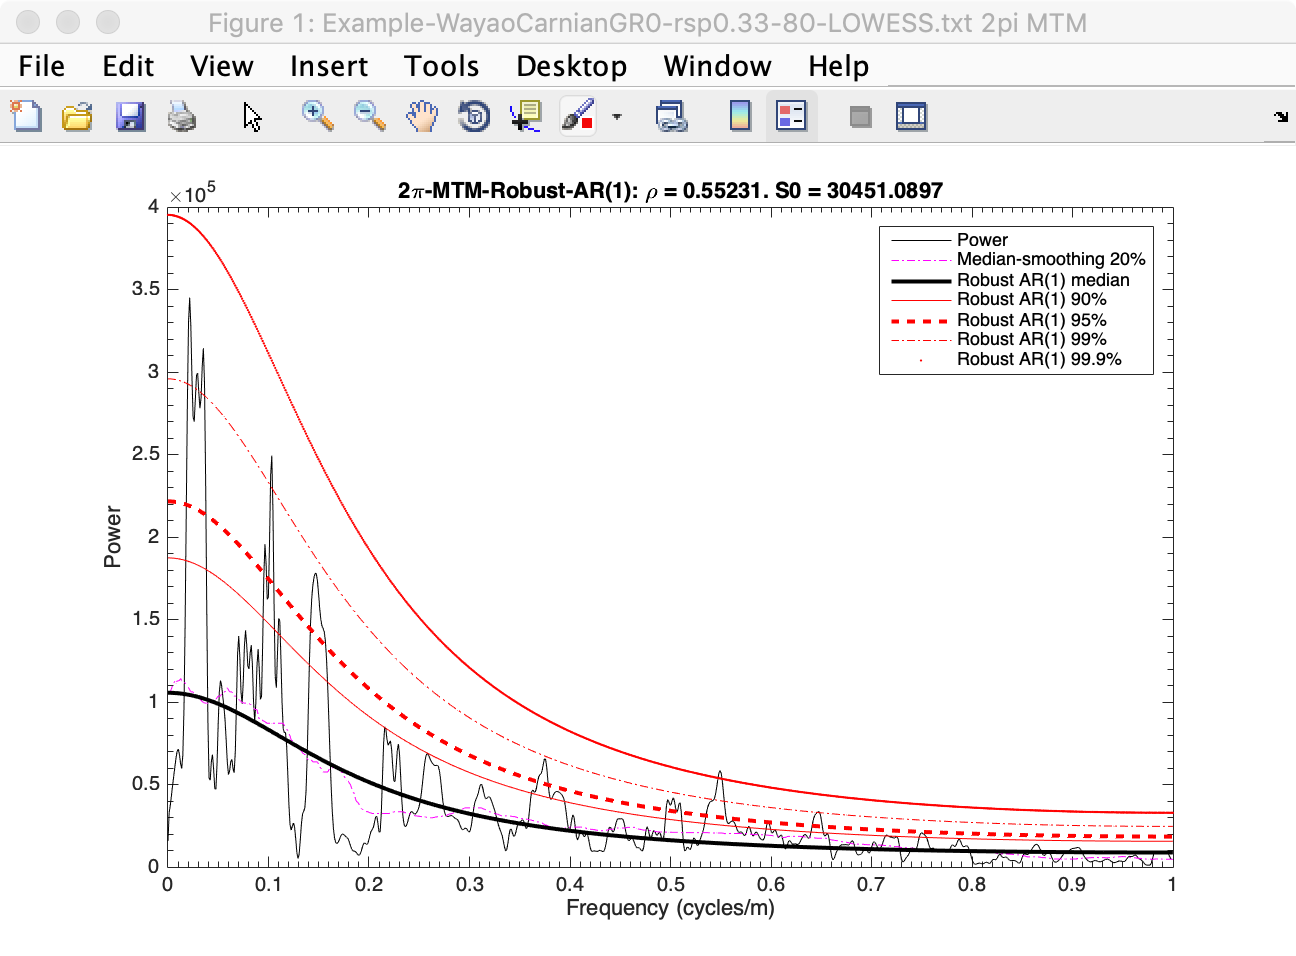 Figure 1: Example-WayaoCarnianGR0-rsp0.33-80-LOWESS.txt 2pi MTM
File Edit View Insert Tools Desktop Window Help
×10^5
2π-MTM-Robust-AR(1): ρ = 0.55231. S0 = 30451.0897
4
3.5
3
2.5
2
1.5
1
0.5
0
Power
Power
Median-smoothing 20%
Robust AR(1) median
Robust AR(1) 90%
Robust AR(1) 95%
Robust AR(1) 99%
Robust AR(1) 99.9%
0 0.1 0.2 0.3 0.4 0.5 0.6 0.7 0.8 0.9 1
Frequency (cycles/m)